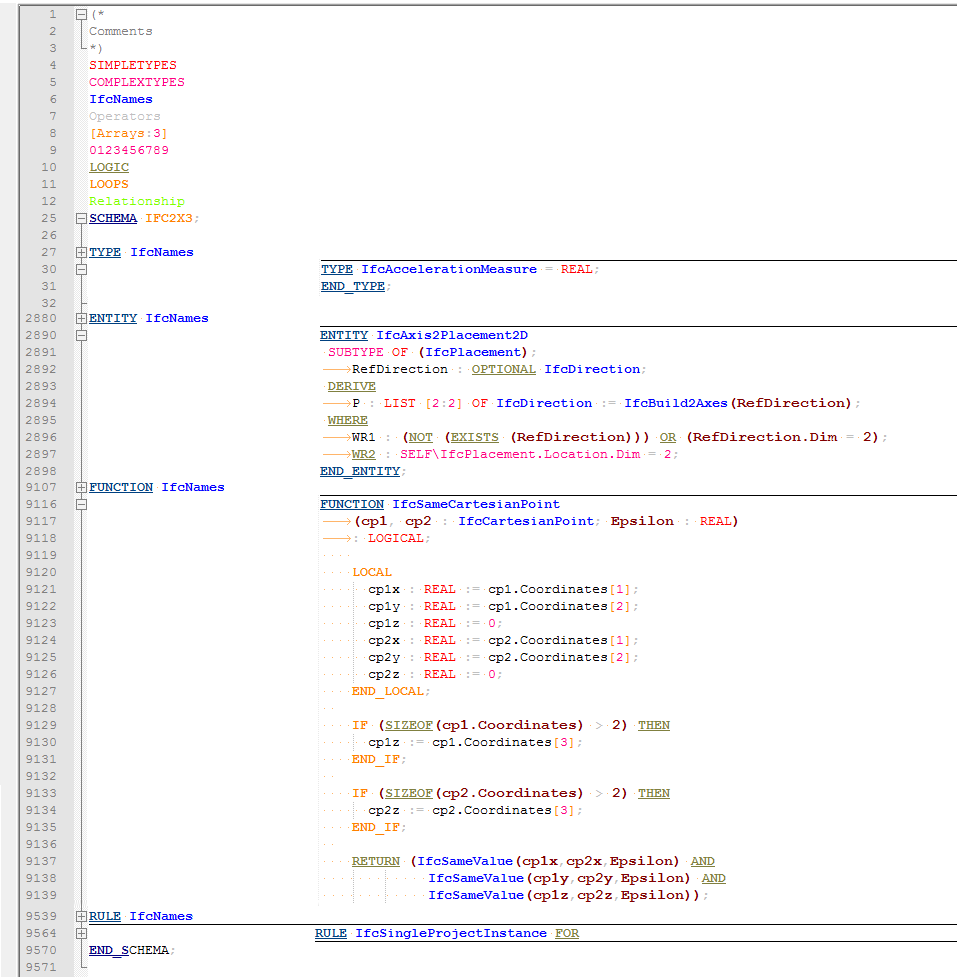 1 (*
2 Comments
3 *)
4 SIMPLETYPES
5 COMPLEXTYPES
6 IfcNames
7 Operators
8 [Arrays:3]
9 0123456789
10 LOGIC
11 LOOPS
12 Relationship
25 SCHEMA IFC2X3;
26
27 TYPE IfcNames
30 TYPE IfcAccelerationMeasure = REAL;
31 END_TYPE;
32
2880 ENTITY IfcNames
2890 ENTITY IfcAxis2Placement2D
2891 SUBTYPE OF (IfcPlacement);
2892 RefDirection : OPTIONAL IfcDirection;
2893 DERIVE
2894 P : LIST [2:2] OF IfcDirection := IfcBuild2Axes(RefDirection);
2895 WHERE
2896 WR1 : (NOT (EXISTS (RefDirection))) OR (RefDirection.Dim = 2);
2897 WR2 : SELF\IfcPlacement.Location.Dim = 2;
2898 END_ENTITY;
9107 FUNCTION IfcNames
9116 FUNCTION IfcSameCartesianPoint
9117 (cp1, cp2 : IfcCartesianPoint; Epsilon : REAL)
9118 : LOGICAL;
9119
9120 LOCAL
9121 cp1x : REAL := cp1.Coordinates[1];
9122 cp1y : REAL := cp1.Coordinates[2];
9123 cp1z : REAL := 0;
9124 cp2x : REAL := cp2.Coordinates[1];
9125 cp2y : REAL := cp2.Coordinates[2];
9126 cp2z : REAL := 0;
9127 END_LOCAL;
9128
9129 IF (SIZEOF(cp1.Coordinates) > 2) THEN
9130 cp1z := cp1.Coordinates[3];
9131 END_IF;
9132
9133 IF (SIZEOF(cp2.Coordinates) > 2) THEN
9134 cp2z := cp2.Coordinates[3];
9135 END_IF;
9136
9137 RETURN (IfcSameValue(cp1x,cp2x,Epsilon) AND
9138 IfcSameValue(cp1y,cp2y,Epsilon) AND
9139 IfcSameValue(cp1z,cp2z,Epsilon));
9539 RULE IfcNames
9564 RULE IfcSingleProjectInstance FOR
9570 END_SCHEMA;
9571